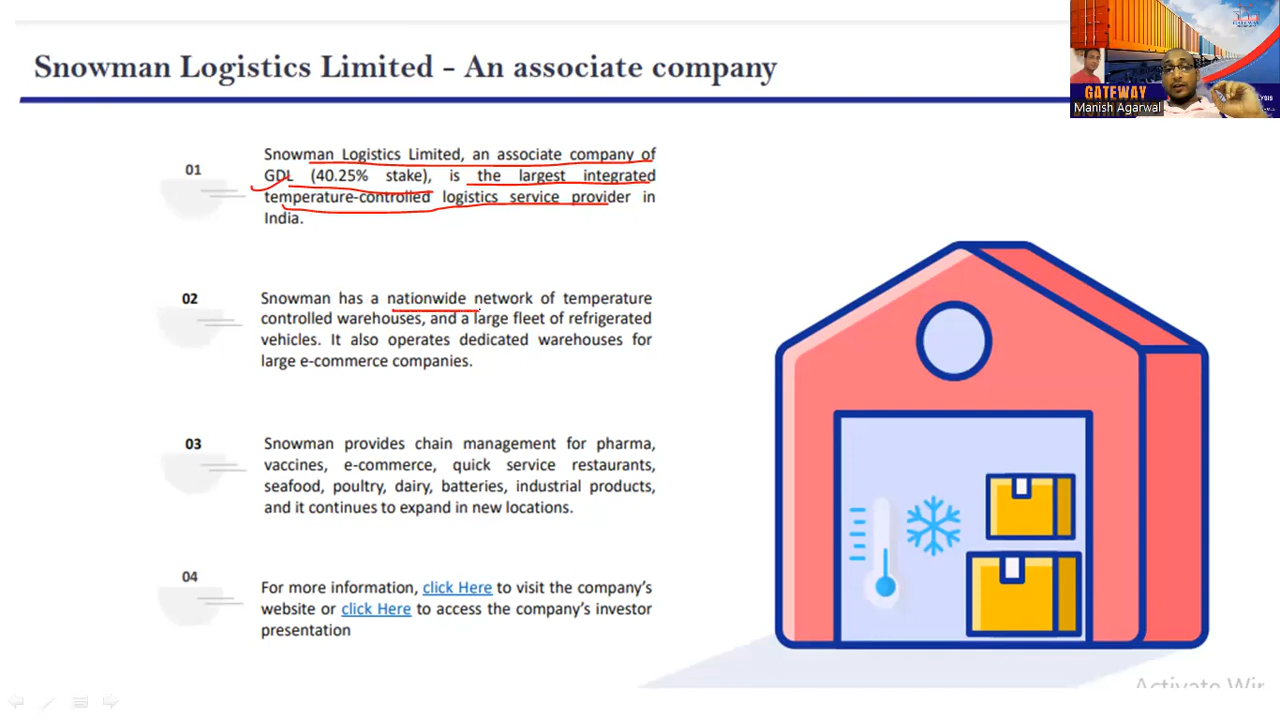 Snowman Logistics Limited - An associate company
GATEWAY
Manish Agarwal
01
Snowman Logistics Limited, an associate company of
GDL (40.25% stake), is the largest integrated
temperature-controlled logistics service provider in
India.
02
Snowman has a nationwide network of temperature
controlled warehouses, and a large fleet of refrigerated
vehicles. It also operates dedicated warehouses for
large e-commerce companies.
03
Snowman provides chain management for pharma,
vaccines, e-commerce, quick service restaurants,
seafood, poultry, dairy, batteries, industrial products,
and it continues to expand in new locations.
04
For more information, click Here to visit the company's
website or click Here to access the company's investor
presentation
Activate Wir